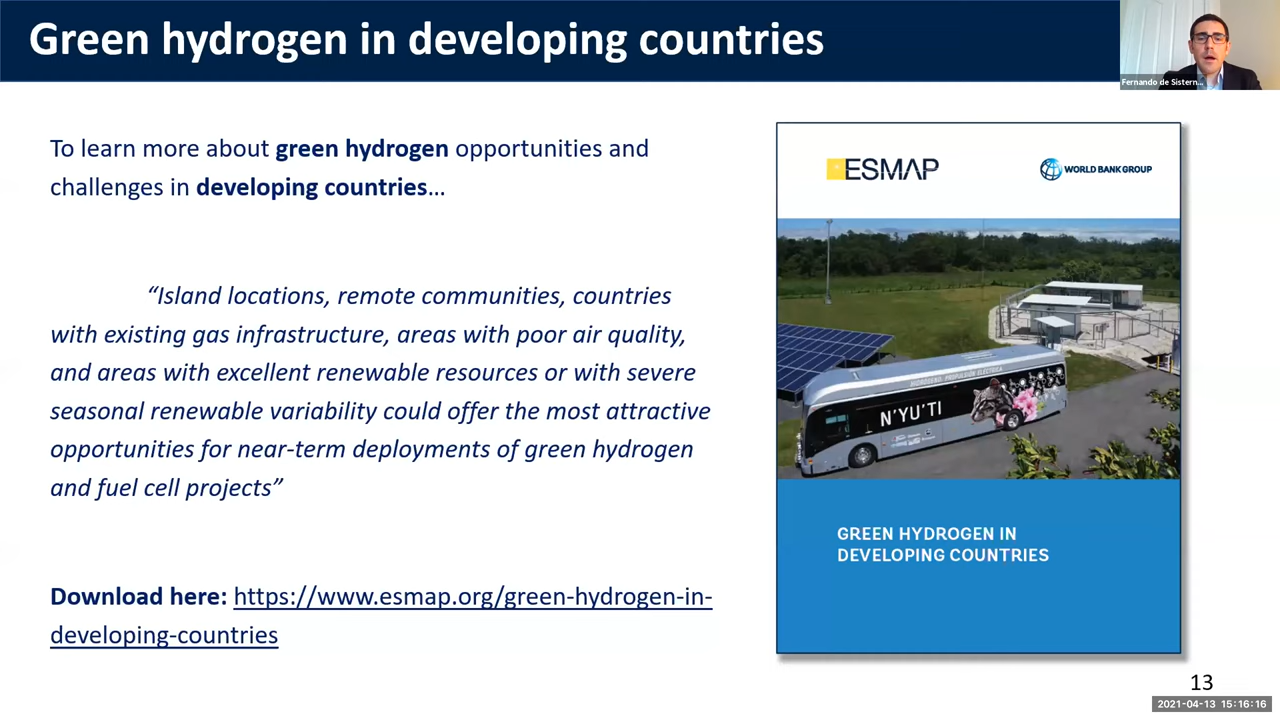 Green hydrogen in developing countries
Fernando de Sistern...
To learn more about green hydrogen opportunities and
challenges in developing countries…
“Island locations, remote communities, countries
with existing gas infrastructure, areas with poor air quality,
and areas with excellent renewable resources or with severe
seasonal renewable variability could offer the most attractive
opportunities for near-term deployments of green hydrogen
and fuel cell projects”
Download here: https://www.esmap.org/green-hydrogen-in-
developing-countries
ESMAP
WORLD BANK GROUP
N'YU'TI
GREEN HYDROGEN IN
DEVELOPING COUNTRIES
13
2021-04-13 15:16:16